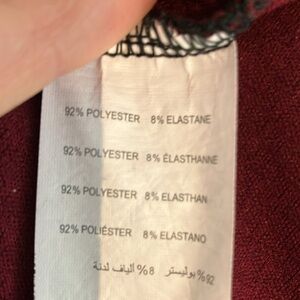 92% POLYESTER 8% ELASTANE
92% POLYESTER 8% ÉLASTHANNE
92% POLYESTER 8% ELASTHAN
92% POLIÉSTER 8% ELASTANO
92% بوليستر 8% ألياف لدنة